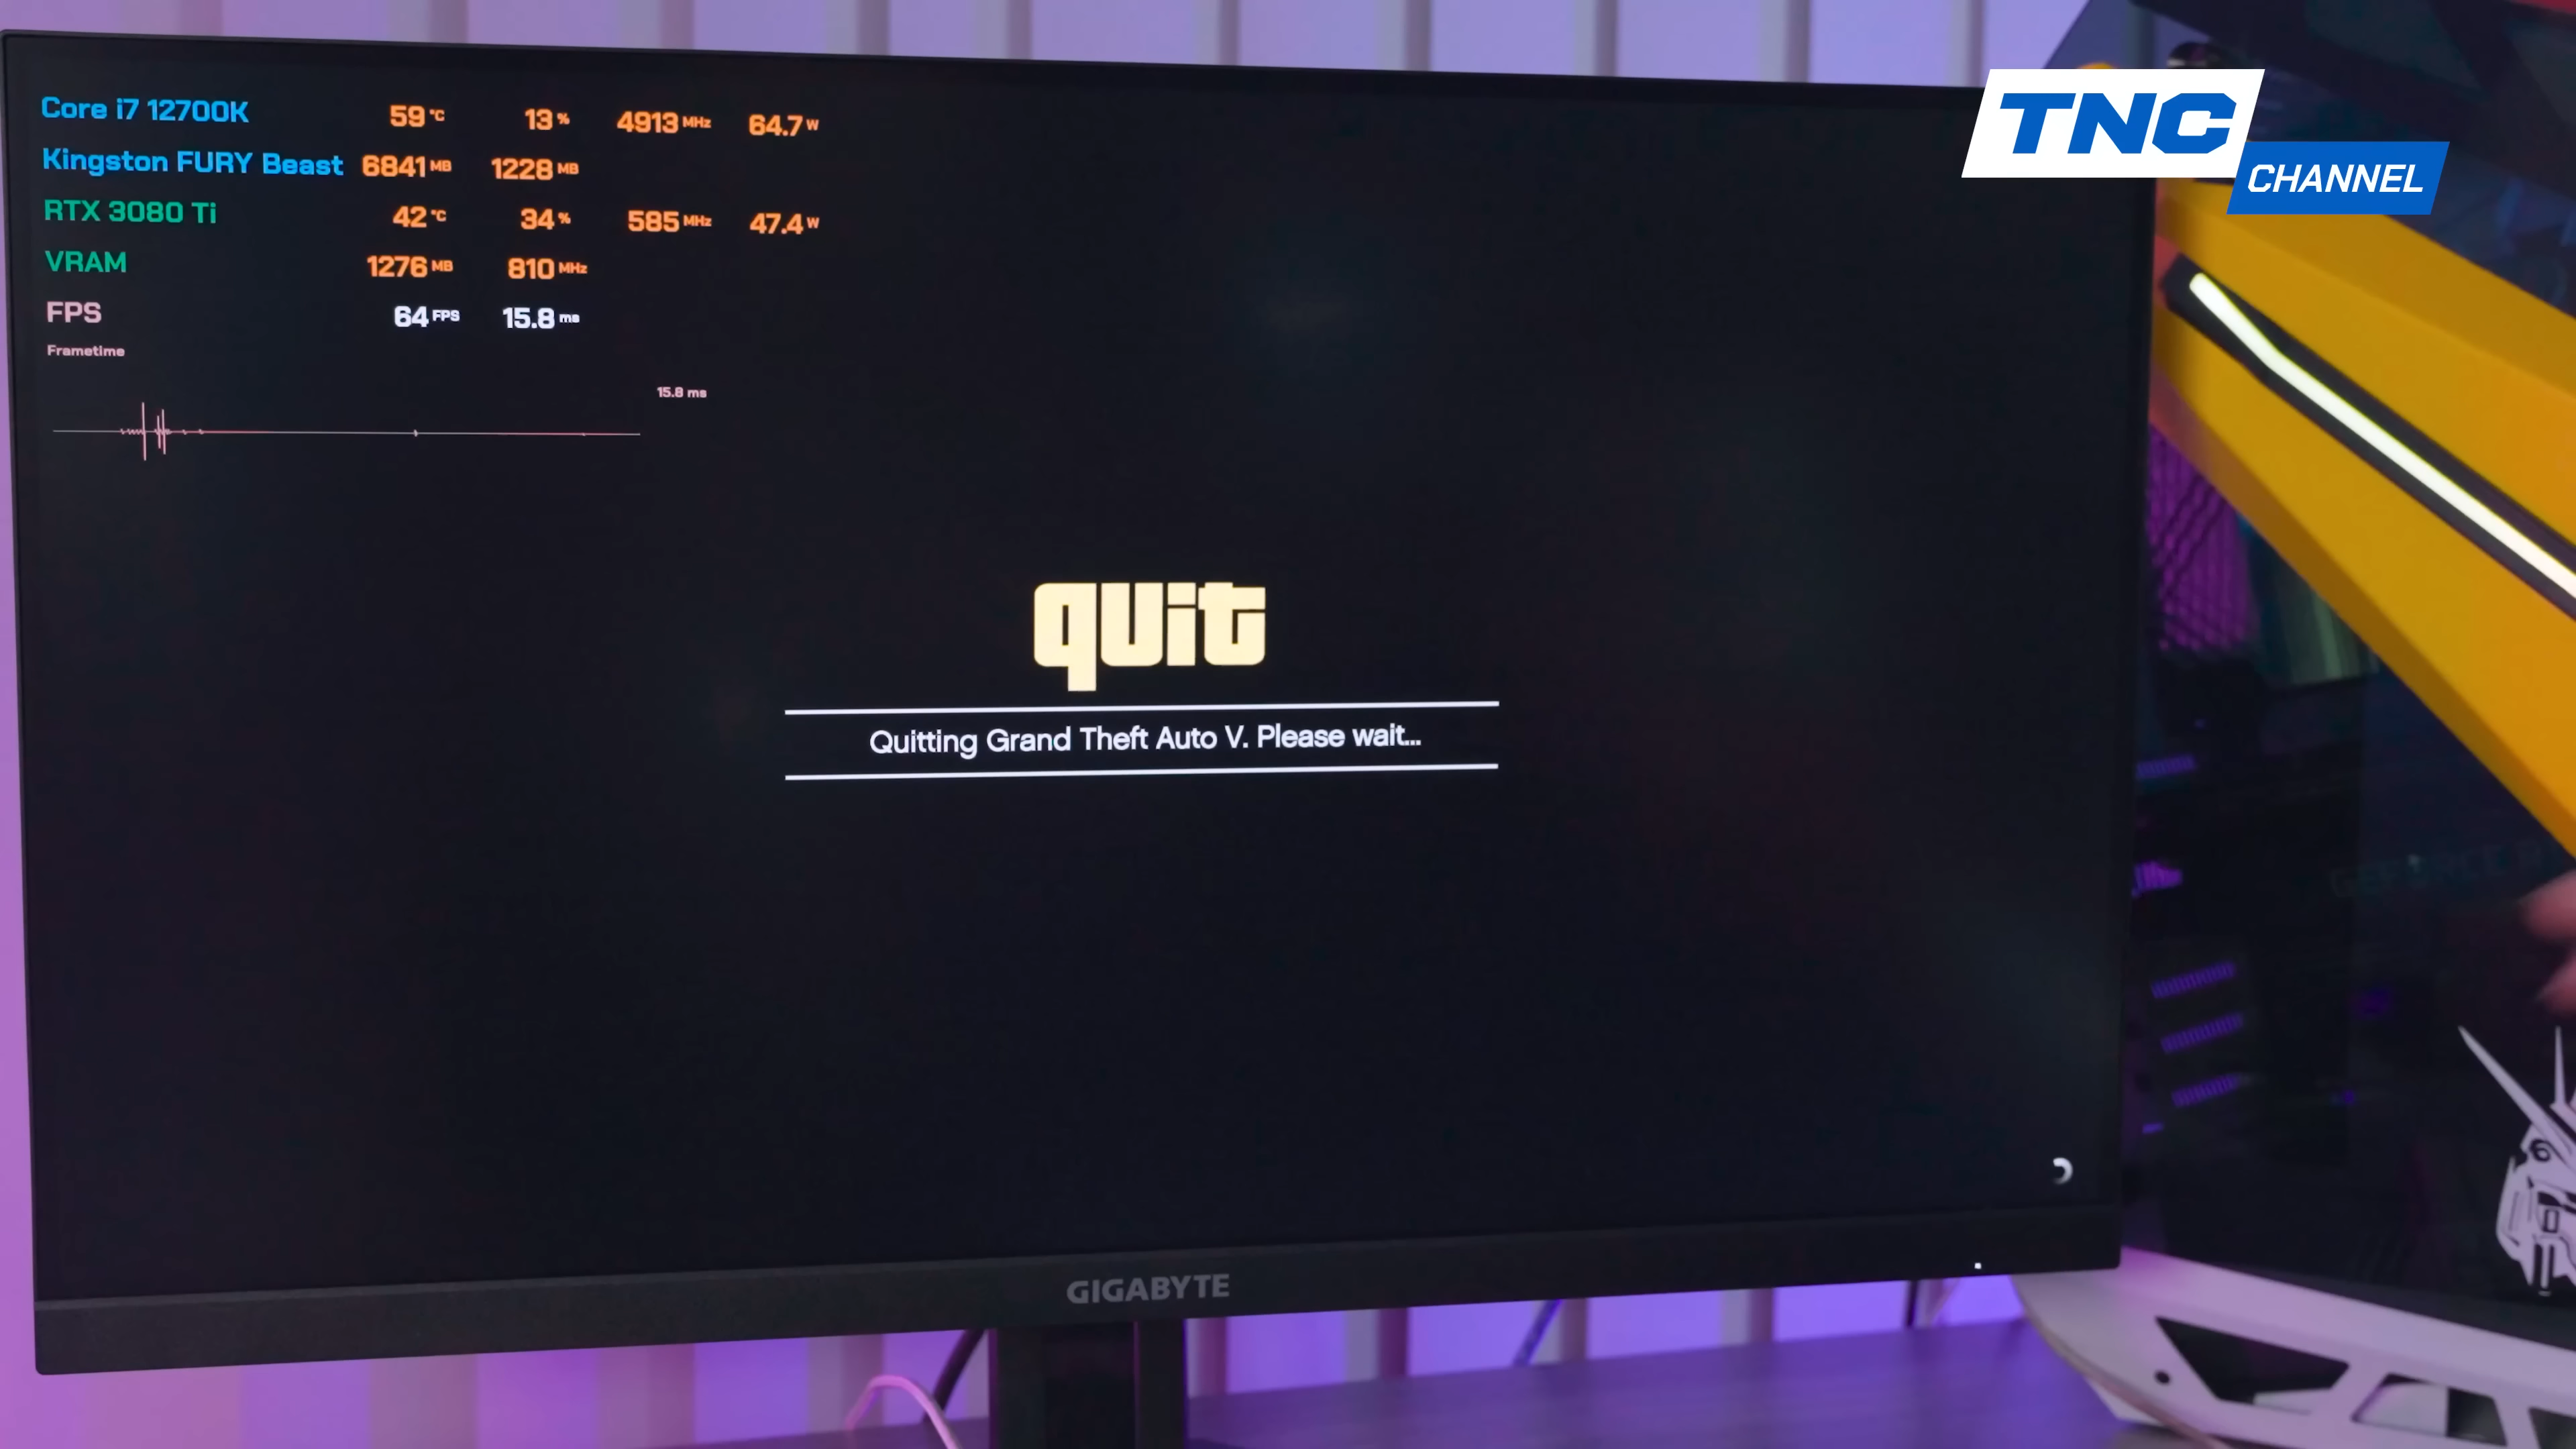 TNC
CHANNEL
Core i7 12700K 59 °C 13 % 4913 MHz 64.7 W
Kingston FURY Beast 6841 MB 1228 MB
RTX 3080 Ti 42 °C 34 % 585 MHz 47.4 W
VRAM 1276 MB 810 MHz
FPS 64 FPS 15.8 ms
Frametime
15.8 ms
quit
Quitting Grand Theft Auto V. Please wait...
GIGABYTE